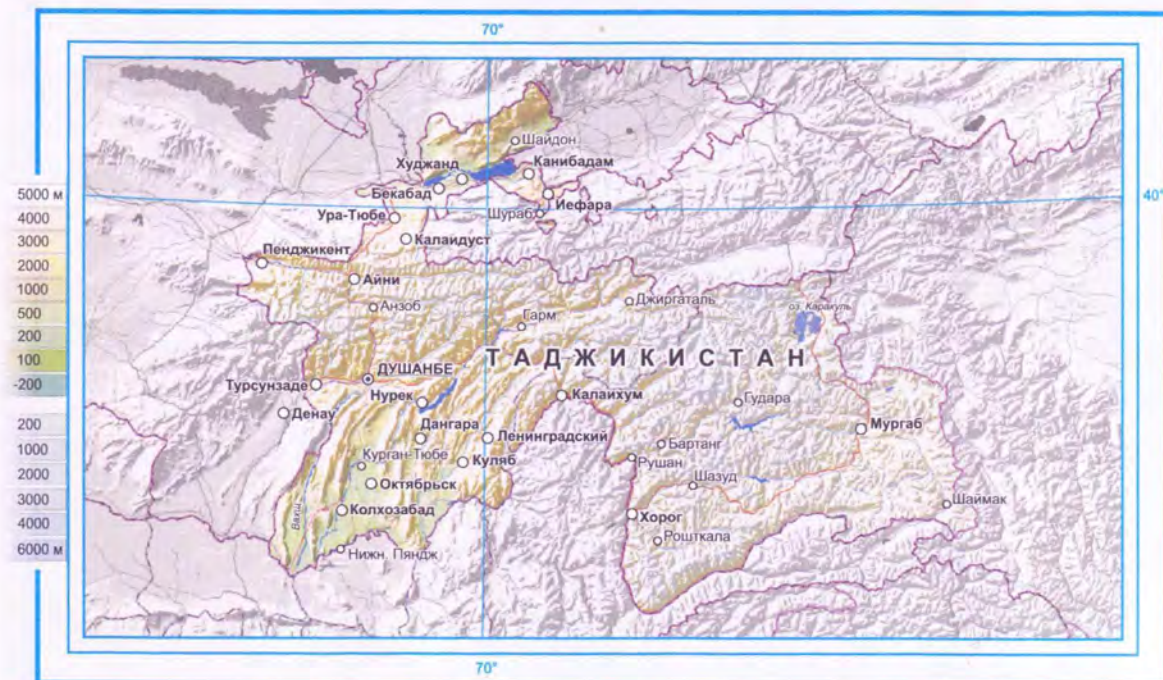 70°
Шайдон
Худжанд
Канибадам
Бекабад
Иефара
Шураб
Ура-Тюбе
40°
Калаидуст
Пенджикент
Айни
Анзоб
Джиргаталь
оз. Каракуль
Гарм
ТАДЖИКИСТАН
ДУШАНБЕ
Турсунзаде
Нурек
Калаихум
Гудара
Денау
Мургаб
Дангара
Ленинградский
Бартанг
Курган-Тюбе
Куляб
Рушан
Шазуд
Октябрьск
Шаймак
Вахш
Колхозабад
Хорог
Рошткала
Нижн. Пяндж
70°
5000 м
4000
3000
2000
1000
500
200
100
-200
200
1000
2000
3000
4000
6000 м